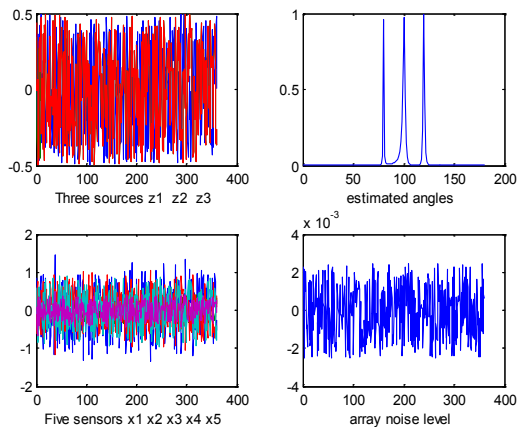 0.5
0
-0.5
0 100 200 300 400
Three sources z1 z2 z3
1
0.5
0
0 50 100 150 200
estimated angles
2
1
0
-1
-2
0 100 200 300 400
Five sensors x1 x2 x3 x4 x5
x 10-3
4
2
0
-2
-4
0 100 200 300 400
array noise level